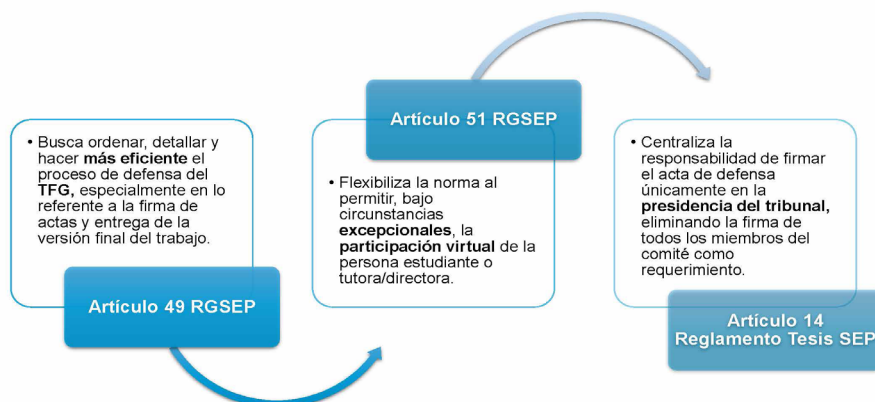 • Busca ordenar, detallar y
hacer más eficiente el
proceso de defensa del
TFG, especialmente en lo
referente a la firma de
actas y entrega de la
versión final del trabajo.
Artículo 49 RGSEP
Artículo 51 RGSEP
• Flexibiliza la norma al
permitir, bajo
circunstancias
excepcionales, la
participación virtual de la
persona estudiante o
tutora/directora.
• Centraliza la
responsabilidad de firmar
el acta de defensa
únicamente en la
presidencia del tribunal,
eliminando la firma de
todos los miembros del
comité como
requerimiento.
Artículo 14
Reglamento Tesis SEP